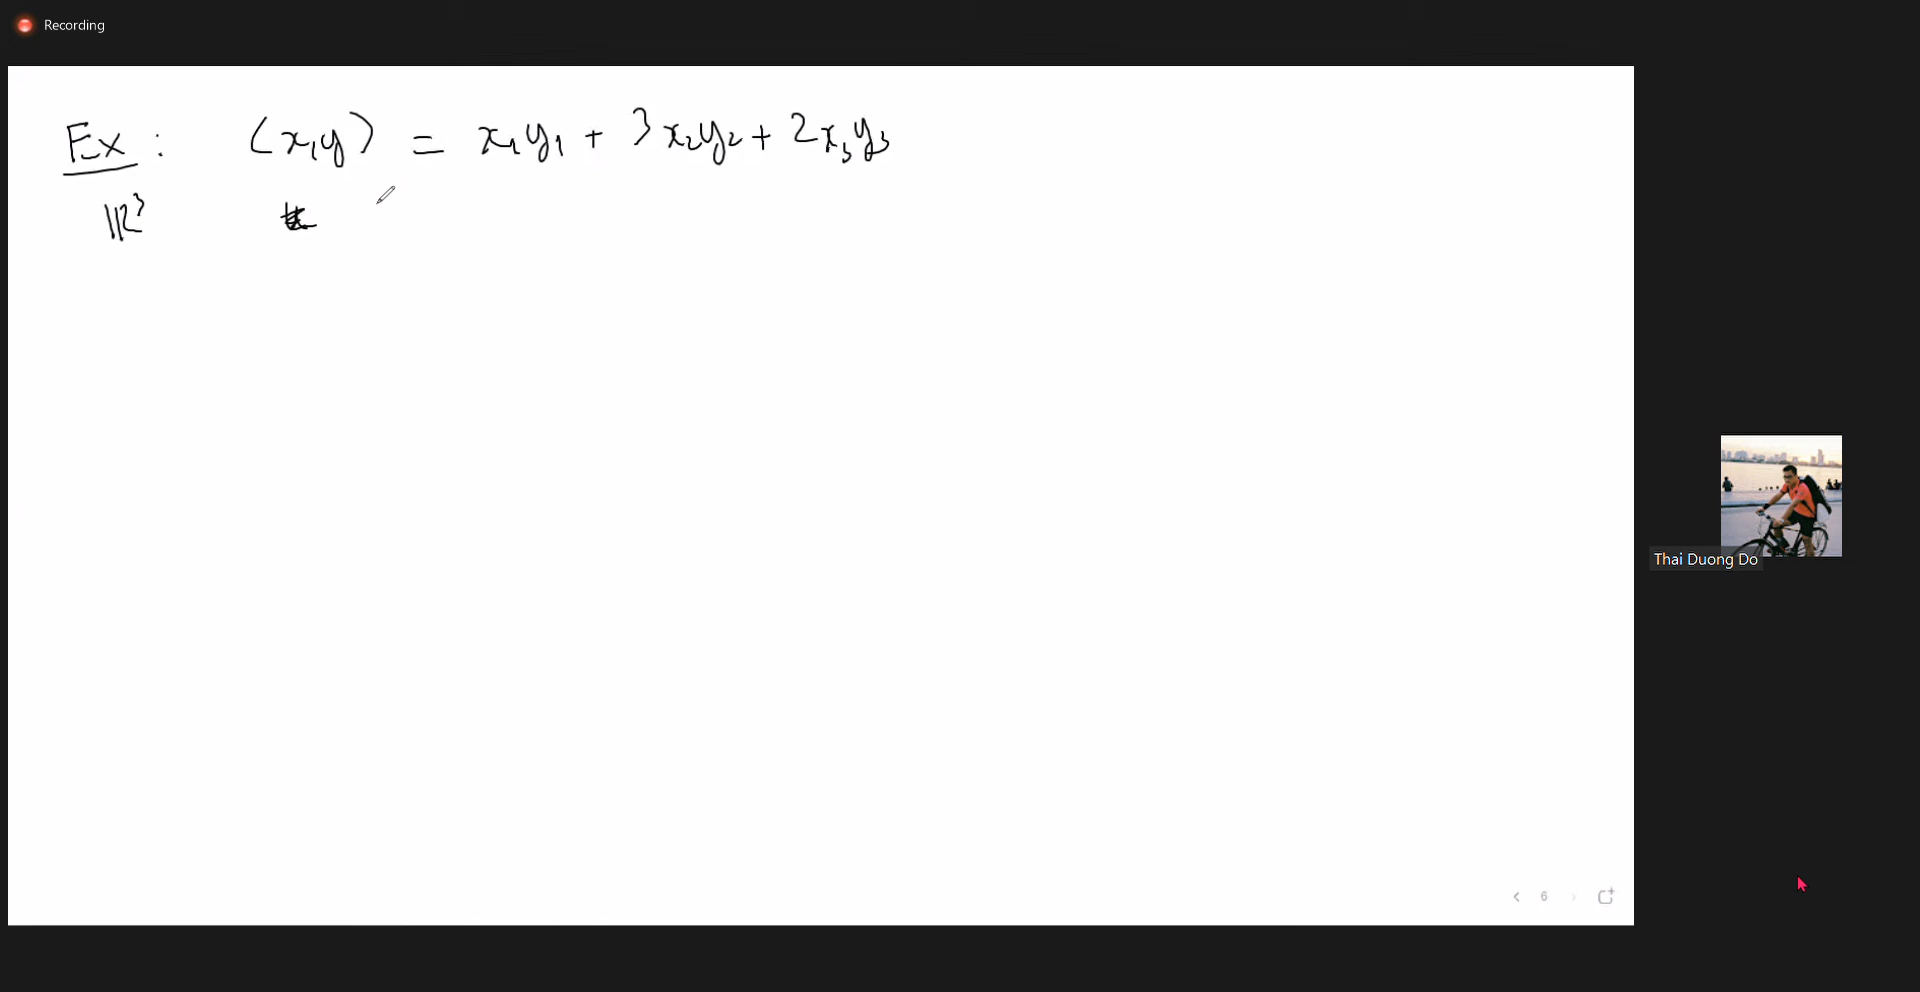 Recording
Ex : (x,y) = x₁y₁ + 3x₂y₂ + 2x₃y₃
ℝ³
Thai Duong Do
6